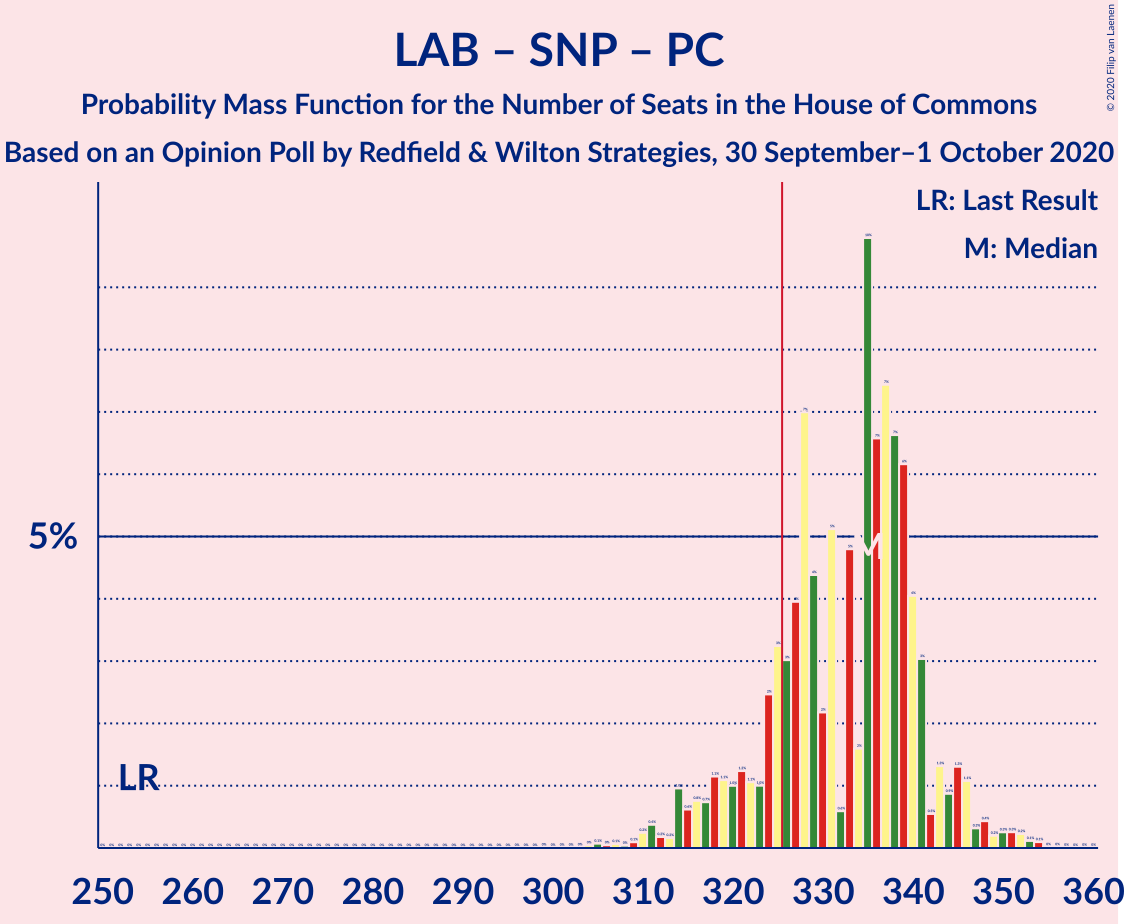 LAB – SNP – PC
Probability Mass Function for the Number of Seats in the House of Commons
Based on an Opinion Poll by Redfield & Wilton Strategies, 30 September–1 October 2020
© 2020 Filip van Laenen
LR: Last Result
M: Median
5%
M
LR
250 260 270 280 290 300 310 320 330 340 350 360